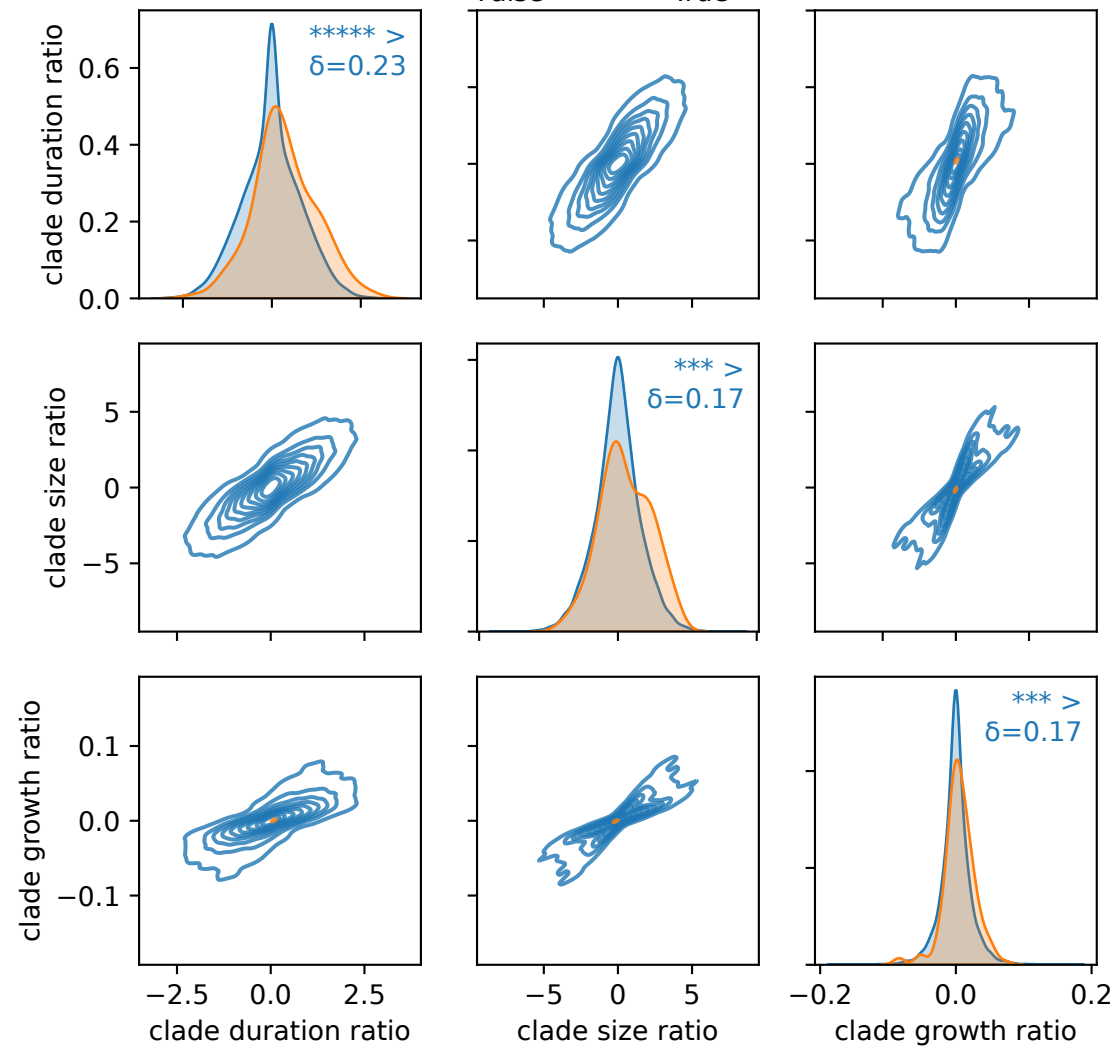 True
clade duration ratio
0.6
0.4
0.2
0.0
***** >
δ=0.23
clade size ratio
5
0
−5
*** >
δ=0.17
clade growth ratio
0.1
0.0
−0.1
*** >
δ=0.17
−2.5 0.0 2.5
−5 0 5
−0.2 0.0 0.2
clade duration ratio
clade size ratio
clade growth ratio